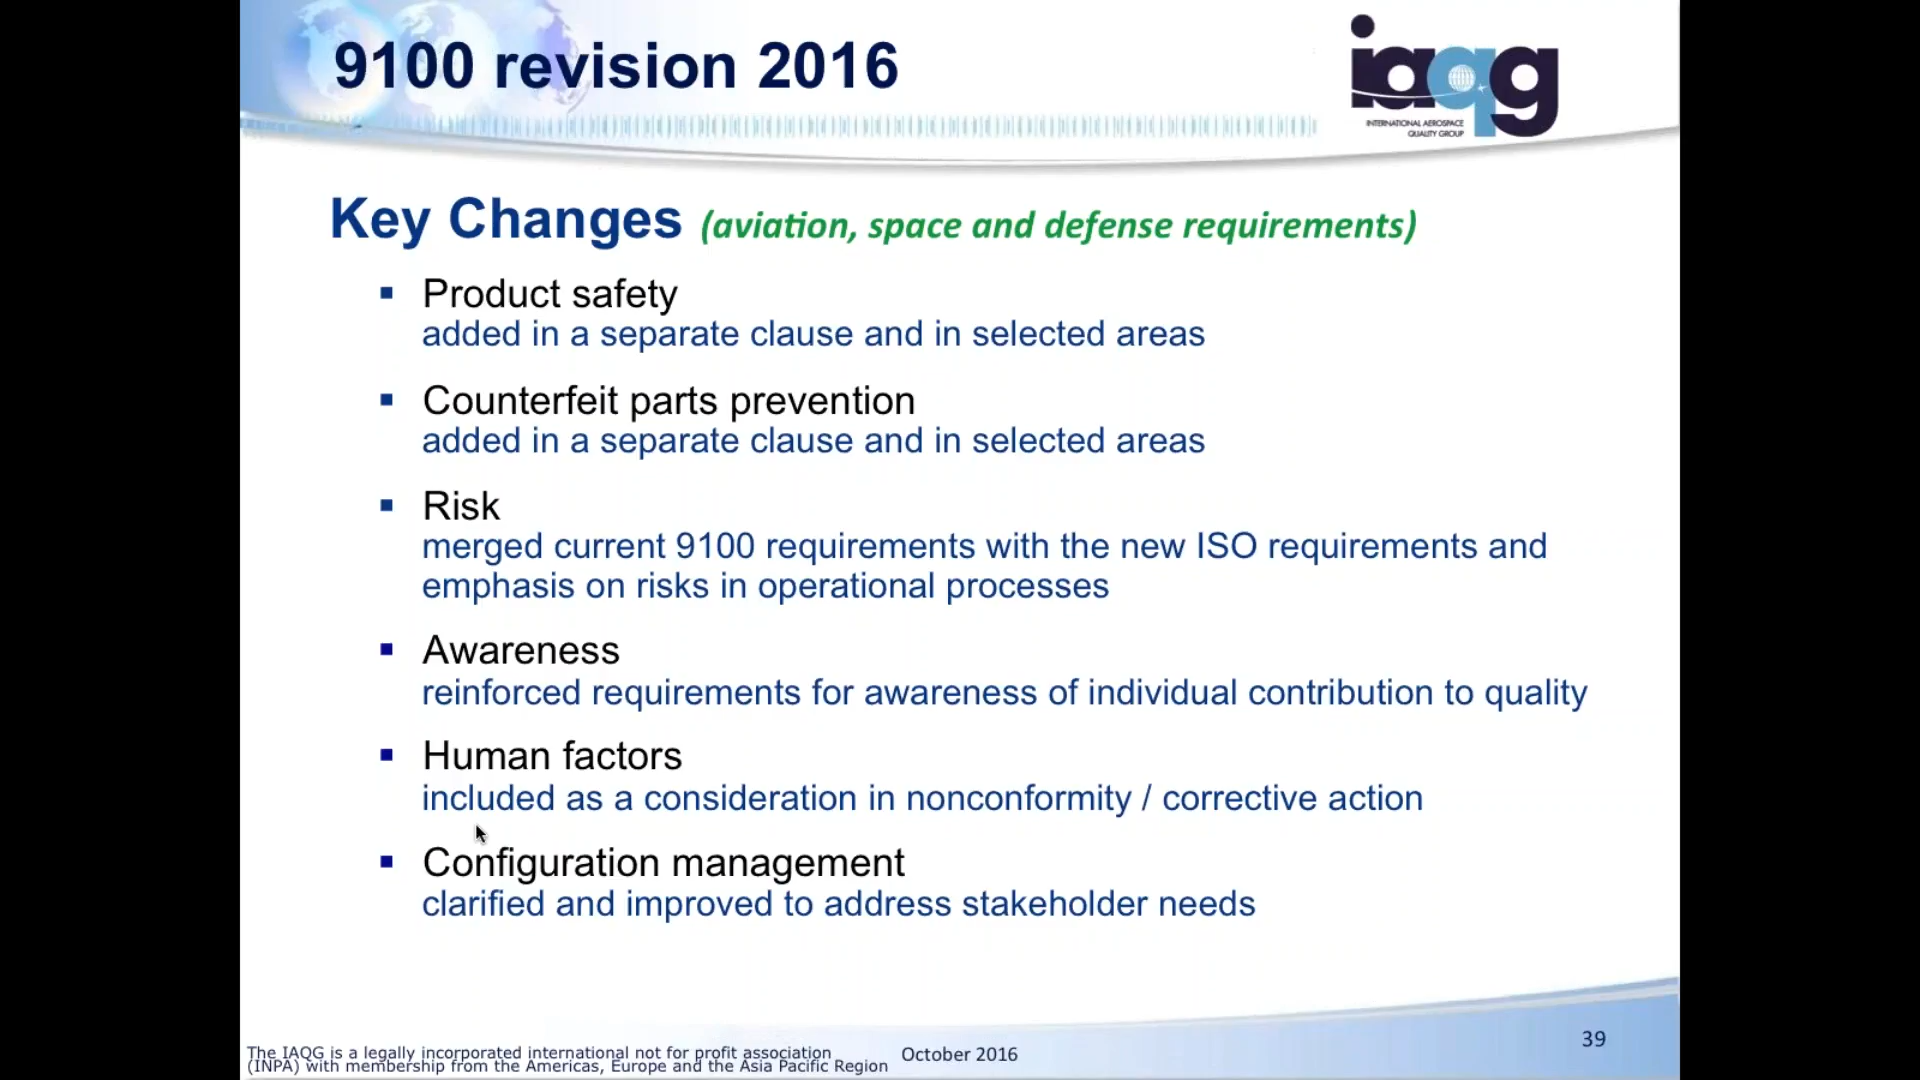 9100 revision 2016
iaqg
INTERNATIONAL AEROSPACE
QUALITY GROUP
Key Changes (aviation, space and defense requirements)
▪ Product safety
added in a separate clause and in selected areas
▪ Counterfeit parts prevention
added in a separate clause and in selected areas
▪ Risk
merged current 9100 requirements with the new ISO requirements and
emphasis on risks in operational processes
▪ Awareness
reinforced requirements for awareness of individual contribution to quality
▪ Human factors
included as a consideration in nonconformity / corrective action
▪ Configuration management
clarified and improved to address stakeholder needs
The IAQG is a legally incorporated international not for profit association
(INPA) with membership from the Americas, Europe and the Asia Pacific Region
October 2016
39